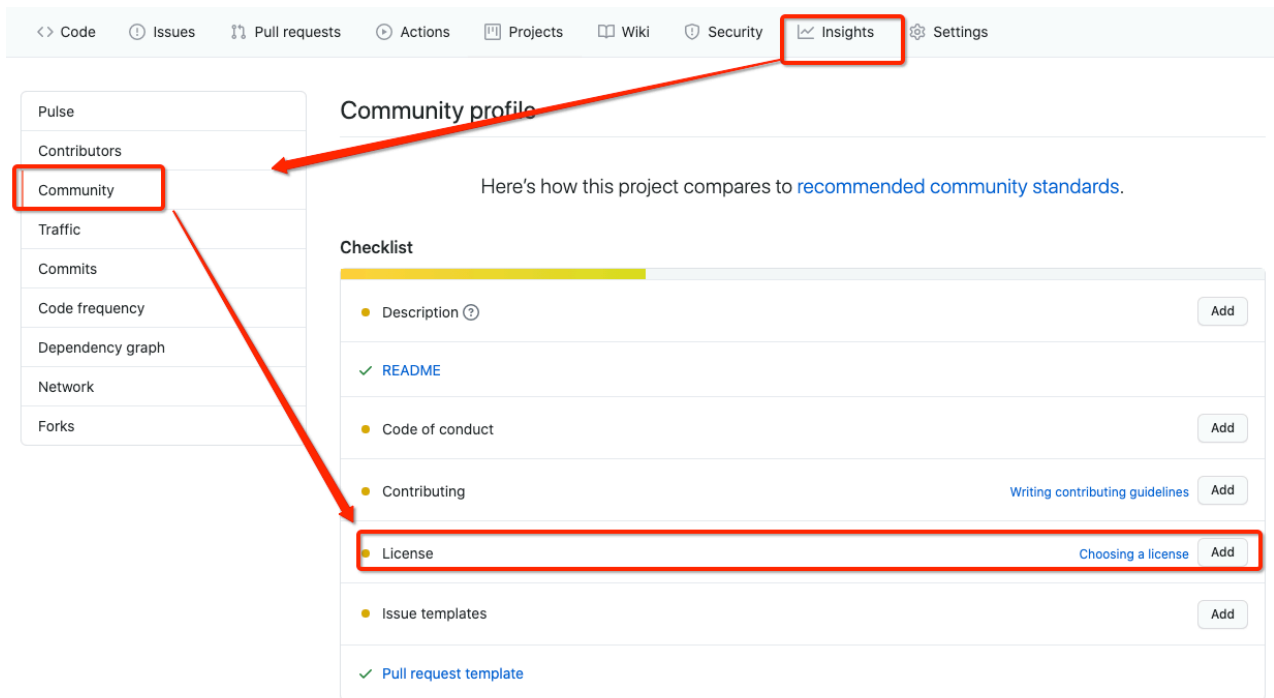 Code Issues Pull requests Actions Projects Wiki Security Insights Settings
Pulse
Contributors
Community
Traffic
Commits
Code frequency
Dependency graph
Network
Forks
Community profile
Here's how this project compares to recommended community standards.
Checklist
Description Add
README
Code of conduct Add
Contributing Writing contributing guidelines Add
License Choosing a license Add
Issue templates Add
Pull request template